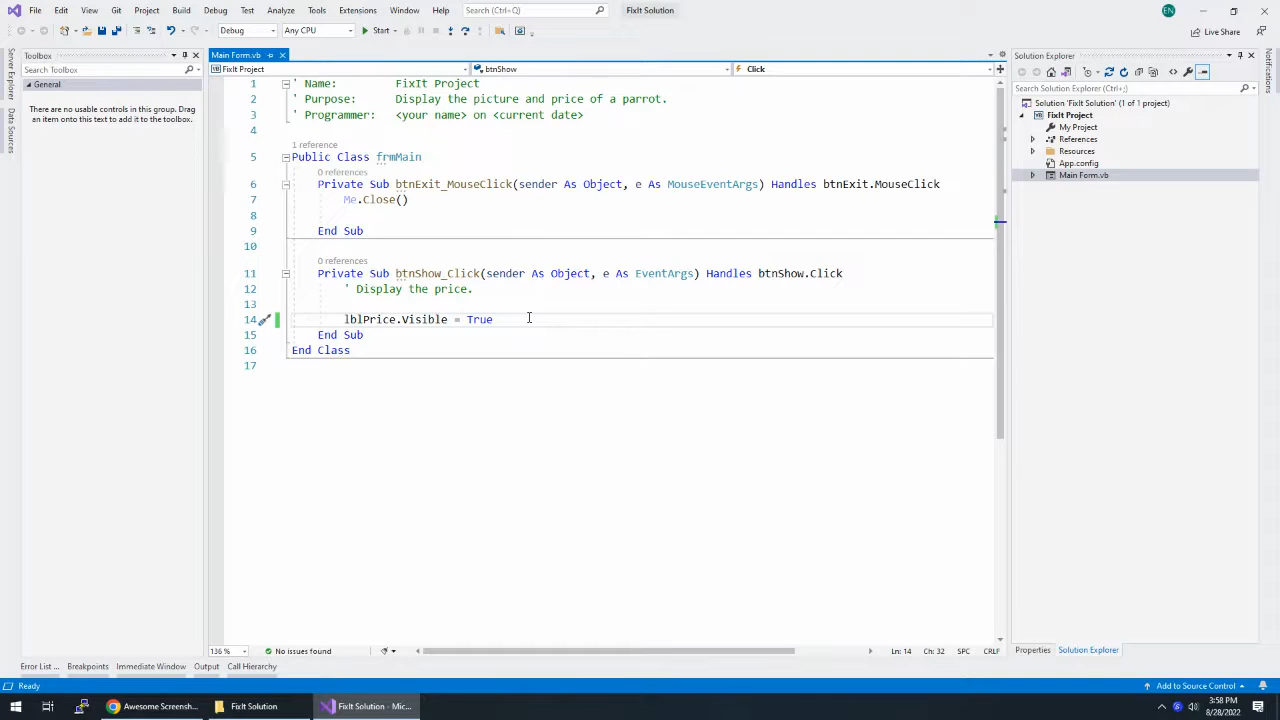 File Edit View Git Project Build Debug Analyze Tools Extensions Window Help Search (Ctrl+Q) FixIt Solution EN
Debug Any CPU Start Live Share
Server Explorer
Data Sources
Toolbox
Search Toolbox
General
There are no usable controls in this group. Drag
an item onto this text to add it to the toolbox.
Main Form.vb
FixIt Project btnShow Click
1 ' Name: FixIt Project
2 ' Purpose: Display the picture and price of a parrot.
3 ' Programmer: <your name> on <current date>
4
1 reference
5 Public Class frmMain
0 references
6 Private Sub btnExit_MouseClick(sender As Object, e As MouseEventArgs) Handles btnExit.MouseClick
7 Me.Close()
8
9 End Sub
10
0 references
11 Private Sub btnShow_Click(sender As Object, e As EventArgs) Handles btnShow.Click
12 ' Display the price.
13
14 lblPrice.Visible = True
15 End Sub
16 End Class
17
136 % No issues found Ln: 14 Ch: 32 SPC CRLF
Solution Explorer
Search Solution Explorer (Ctrl+;)
Solution 'FixIt Solution' (1 of 1 project)
VB FixIt Project
My Project
References
Resources
App.config
Main Form.vb
Properties Solution Explorer
Notifications
Error List ... Breakpoints Immediate Window Output Call Hierarchy
Ready Add to Source Control
Awesome Screensh... FixIt Solution FixIt Solution - Mic... 3:58 PM
8/28/2022